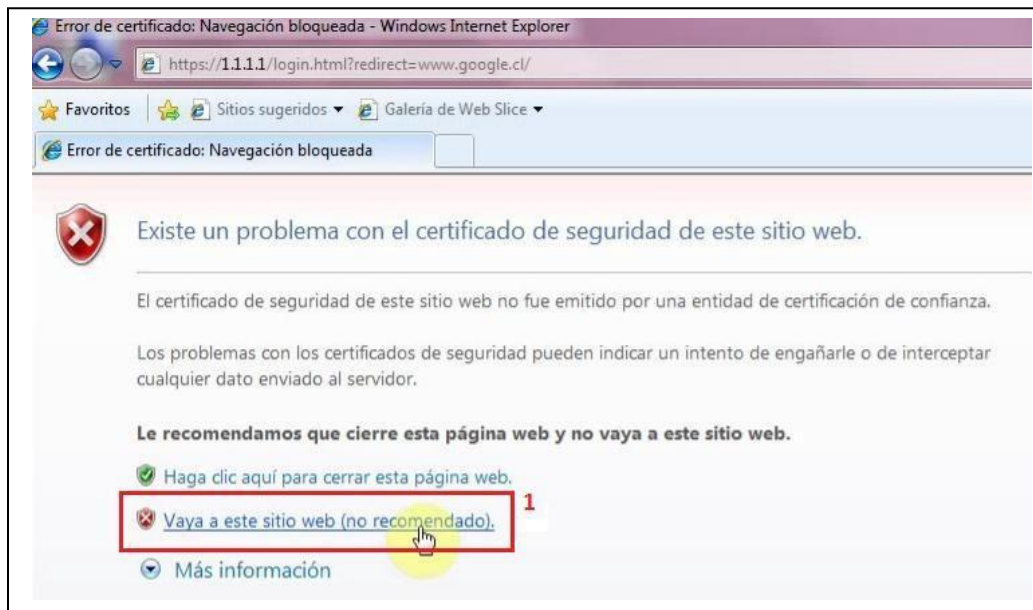 Error de certificado: Navegación bloqueada - Windows Internet Explorer
https://1.1.1.1/login.html?redirect=www.google.cl/
Favoritos Sitios sugeridos Galería de Web Slice
Error de certificado: Navegación bloqueada
Existe un problema con el certificado de seguridad de este sitio web.
El certificado de seguridad de este sitio web no fue emitido por una entidad de certificación de confianza.
Los problemas con los certificados de seguridad pueden indicar un intento de engañarle o de interceptar
cualquier dato enviado al servidor.
Le recomendamos que cierre esta página web y no vaya a este sitio web.
Haga clic aquí para cerrar esta página web.
Vaya a este sitio web (no recomendado). 1
Más información